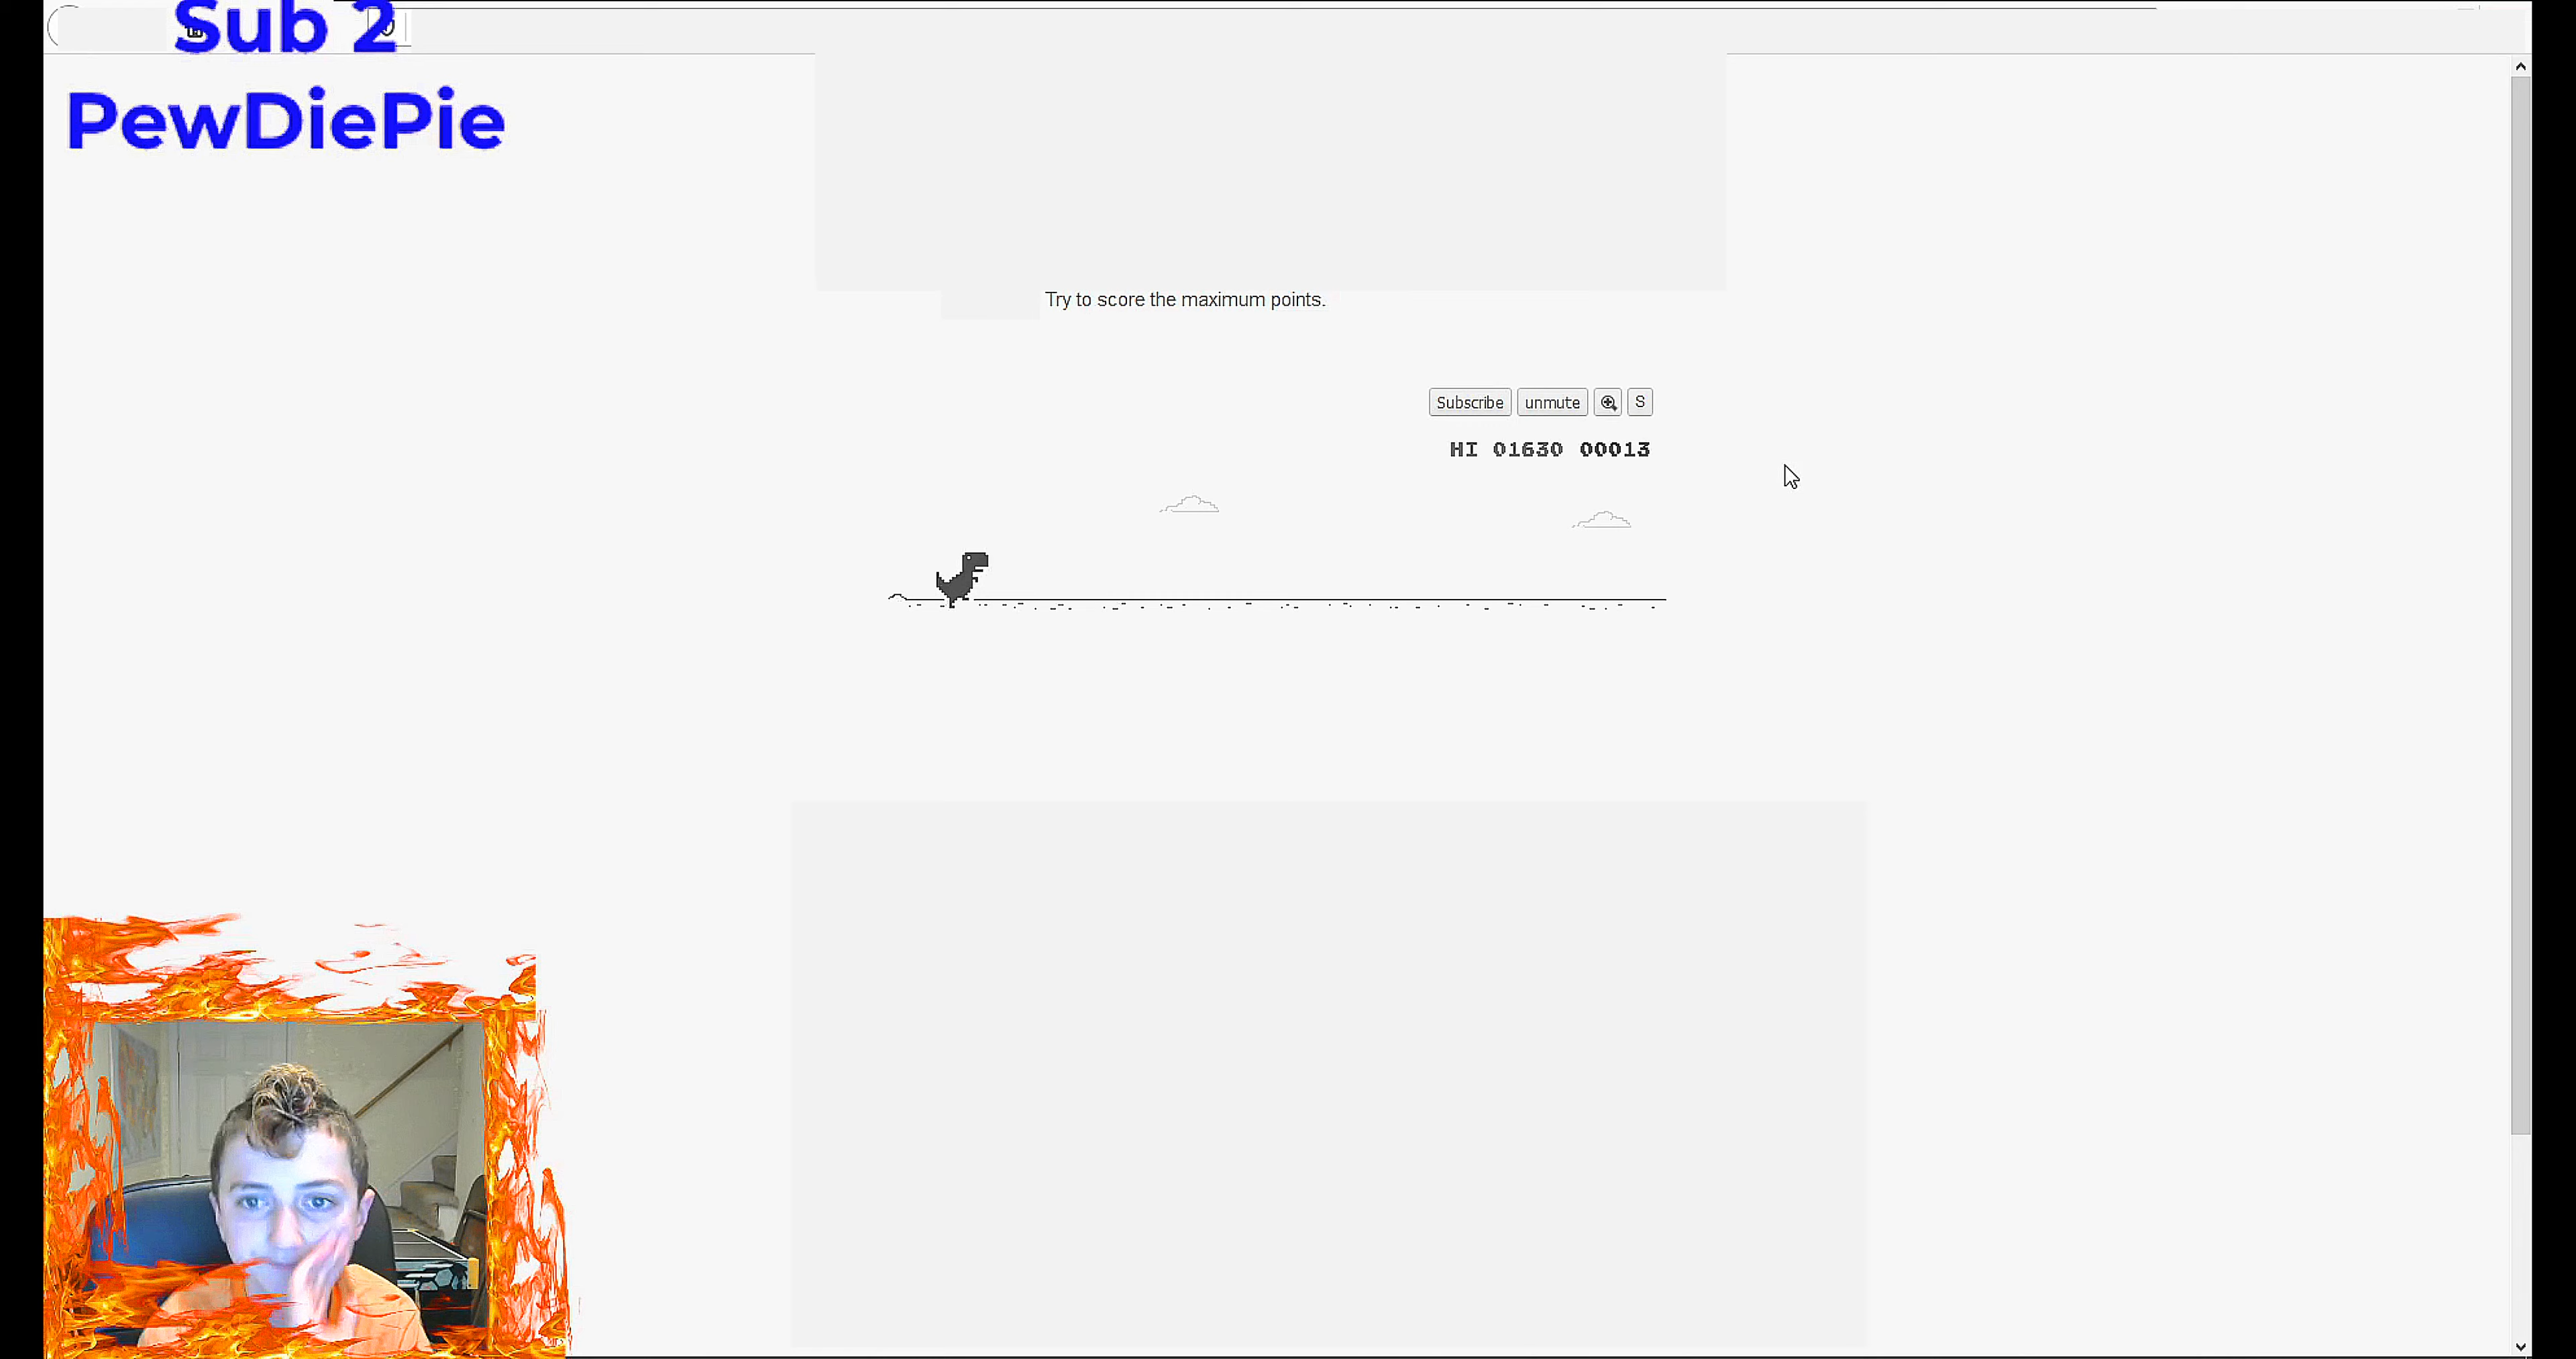 Sub 2
PewDiePie
Try to score the maximum points.
Subscribe unmute S
HI 01630 00013